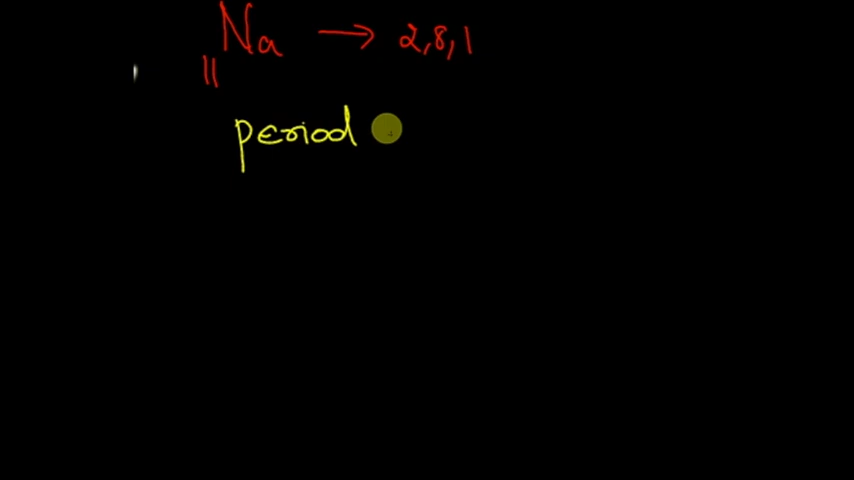 ₁₁Na → 2,8,1
period